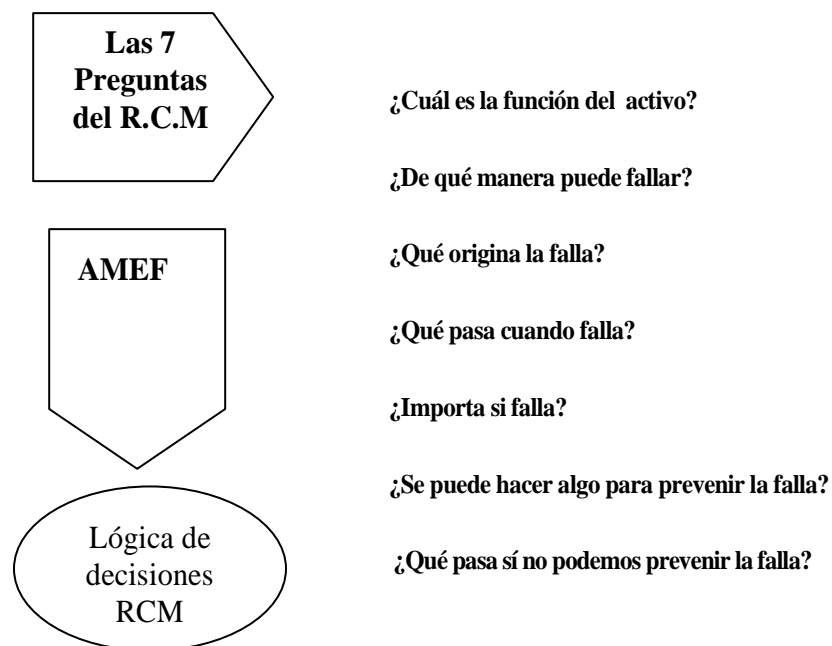 Las 7
Preguntas
del R.C.M
¿Cuál es la función del activo?
¿De qué manera puede fallar?
AMEF
¿Qué origina la falla?
¿Qué pasa cuando falla?
¿Importa si falla?
¿Se puede hacer algo para prevenir la falla?
Lógica de
decisiones
RCM
¿Qué pasa sí no podemos prevenir la falla?